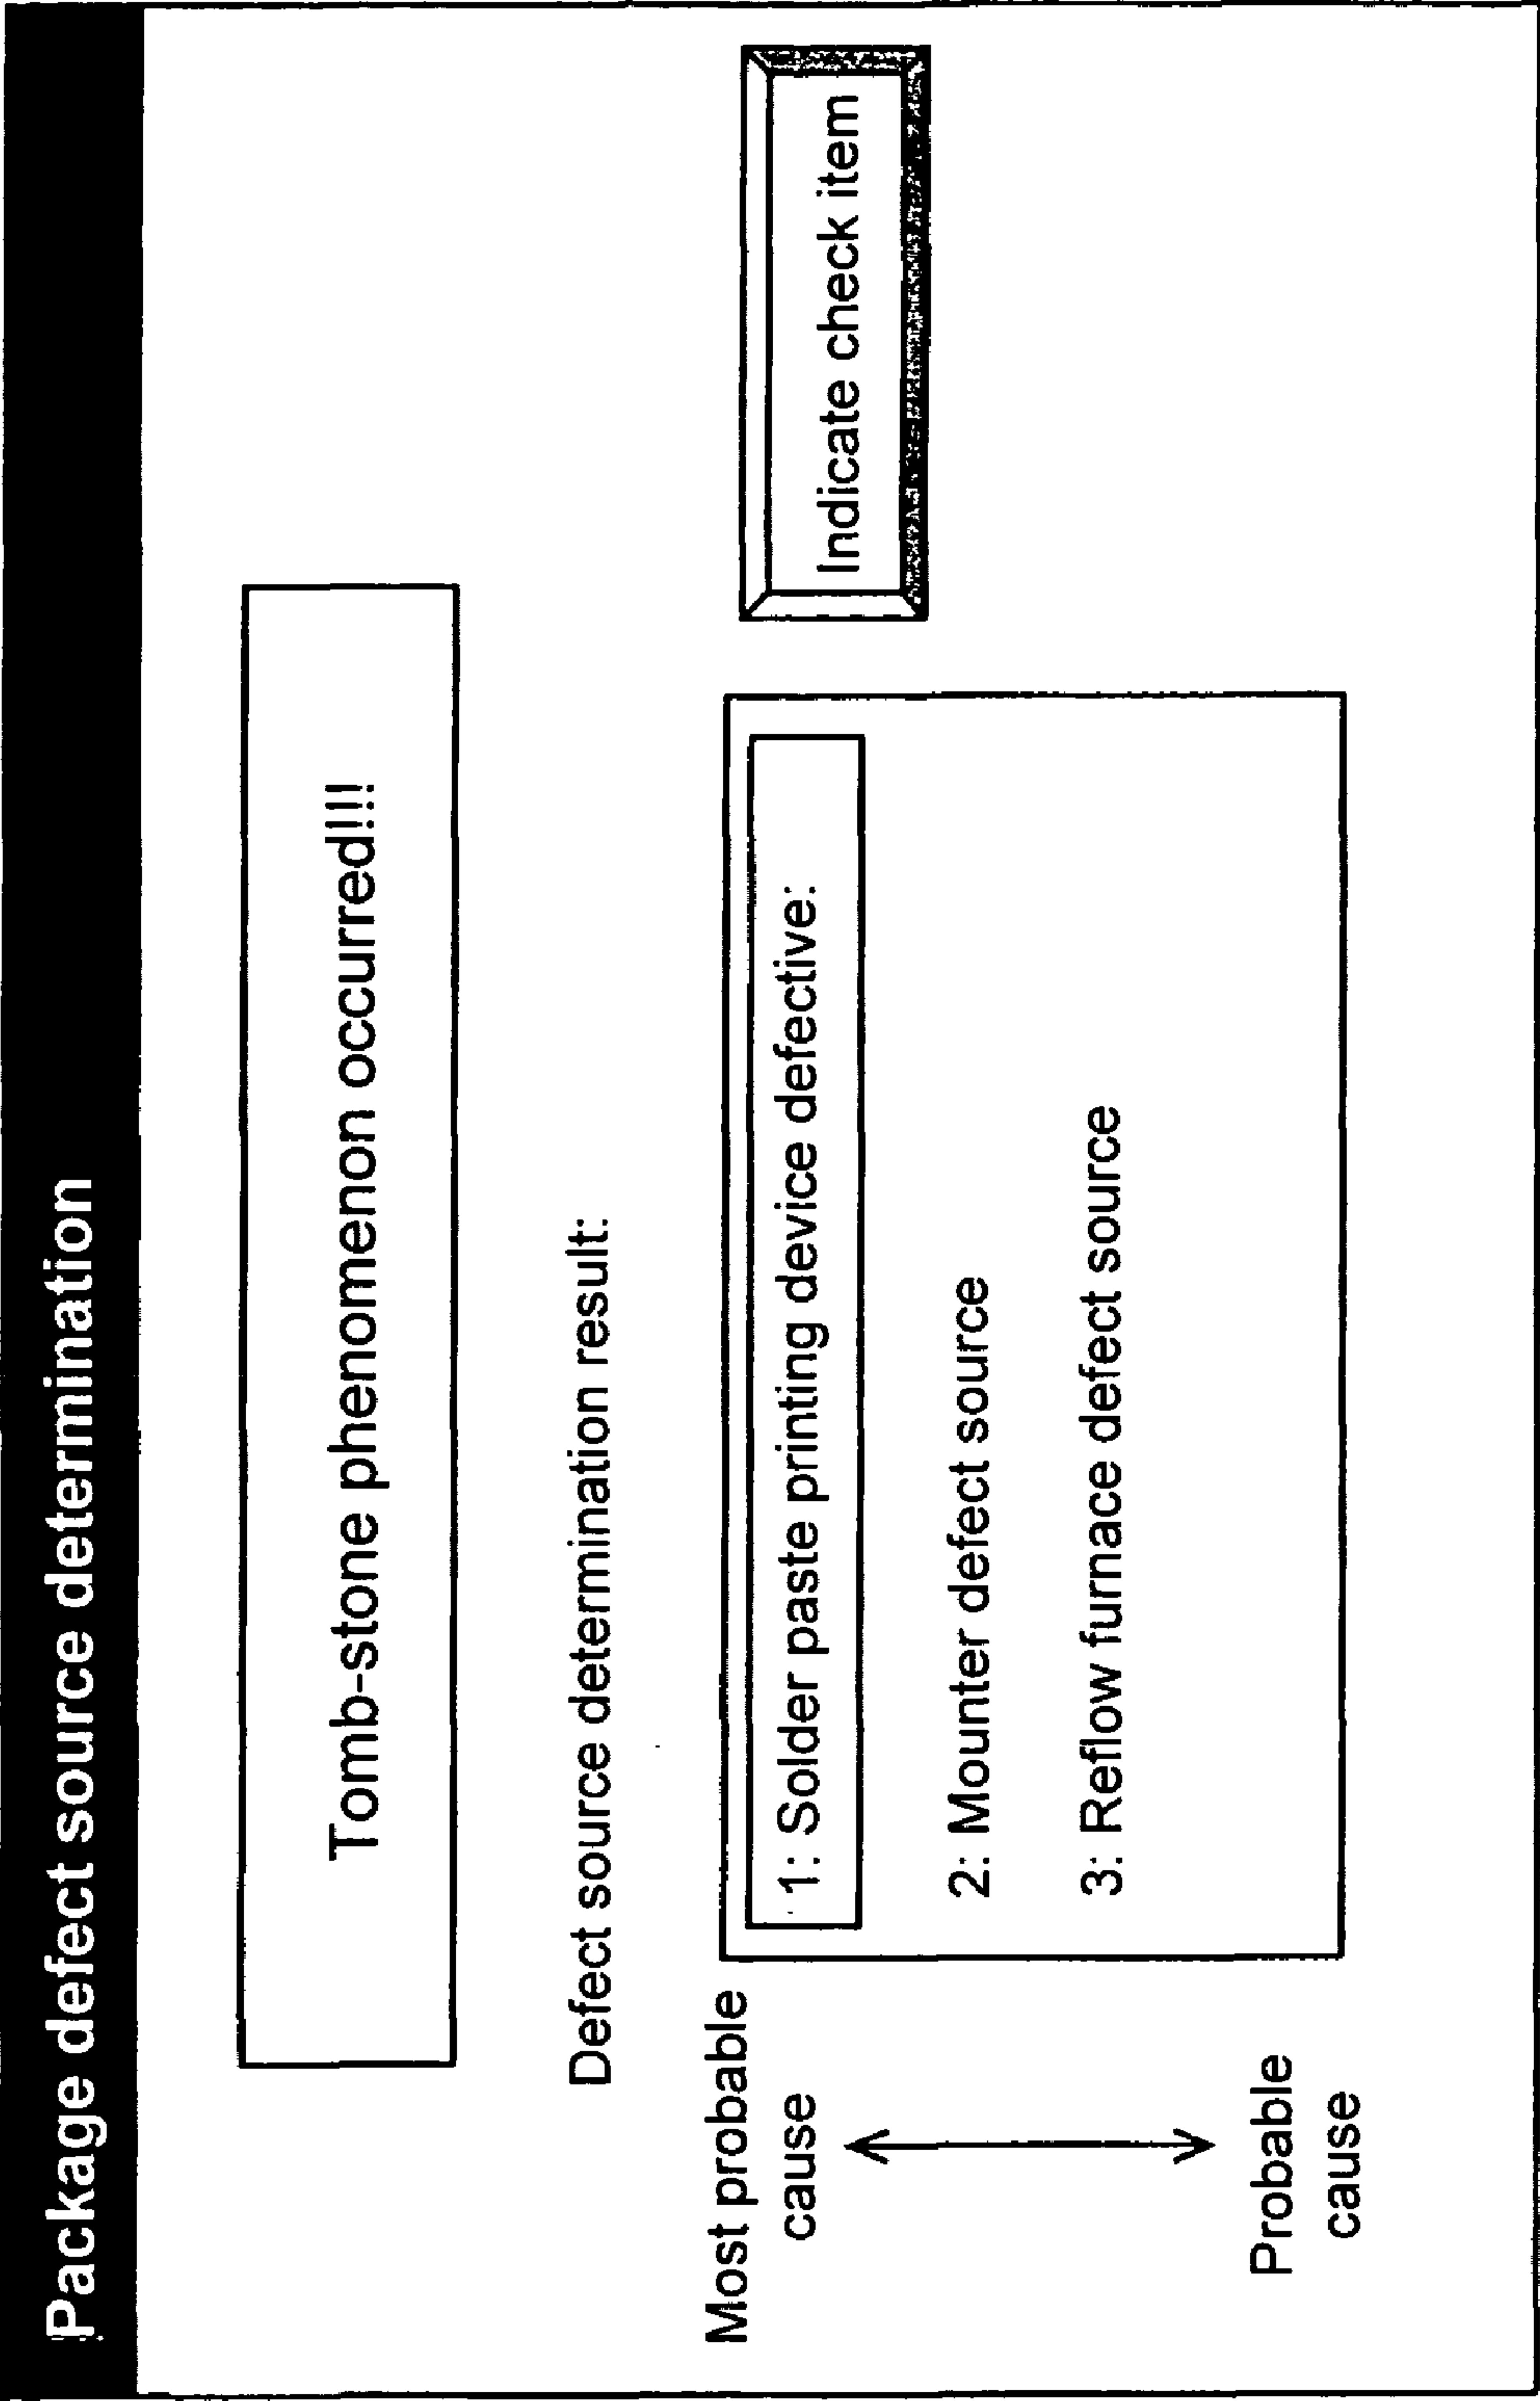 Package defect source determination
Tomb-stone phenomenon occurred!!!
Defect source determination result:
Most probable
cause
1: Solder paste printing device defective:
Indicate check item
2: Mounter defect source
3: Reflow furnace defect source
Probable
cause